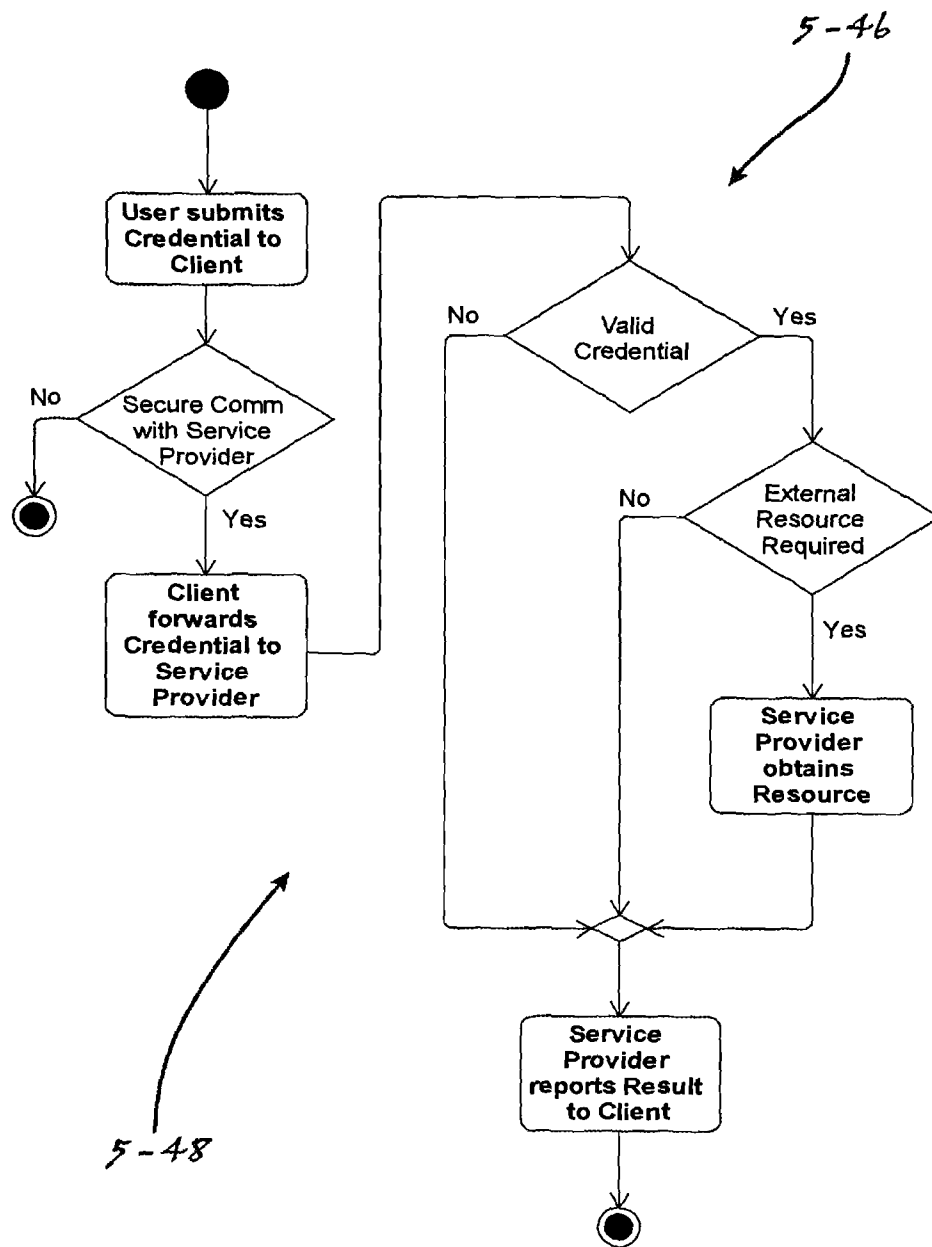 5-46
User submits
Credential to
Client
No
Secure Comm
with Service
Provider
Yes
Client
forwards
Credential to
Service
Provider
No
Valid
Credential
Yes
No
External
Resource
Required
Yes
Service
Provider
obtains
Resource
Service
Provider
reports Result
to Client
5-48